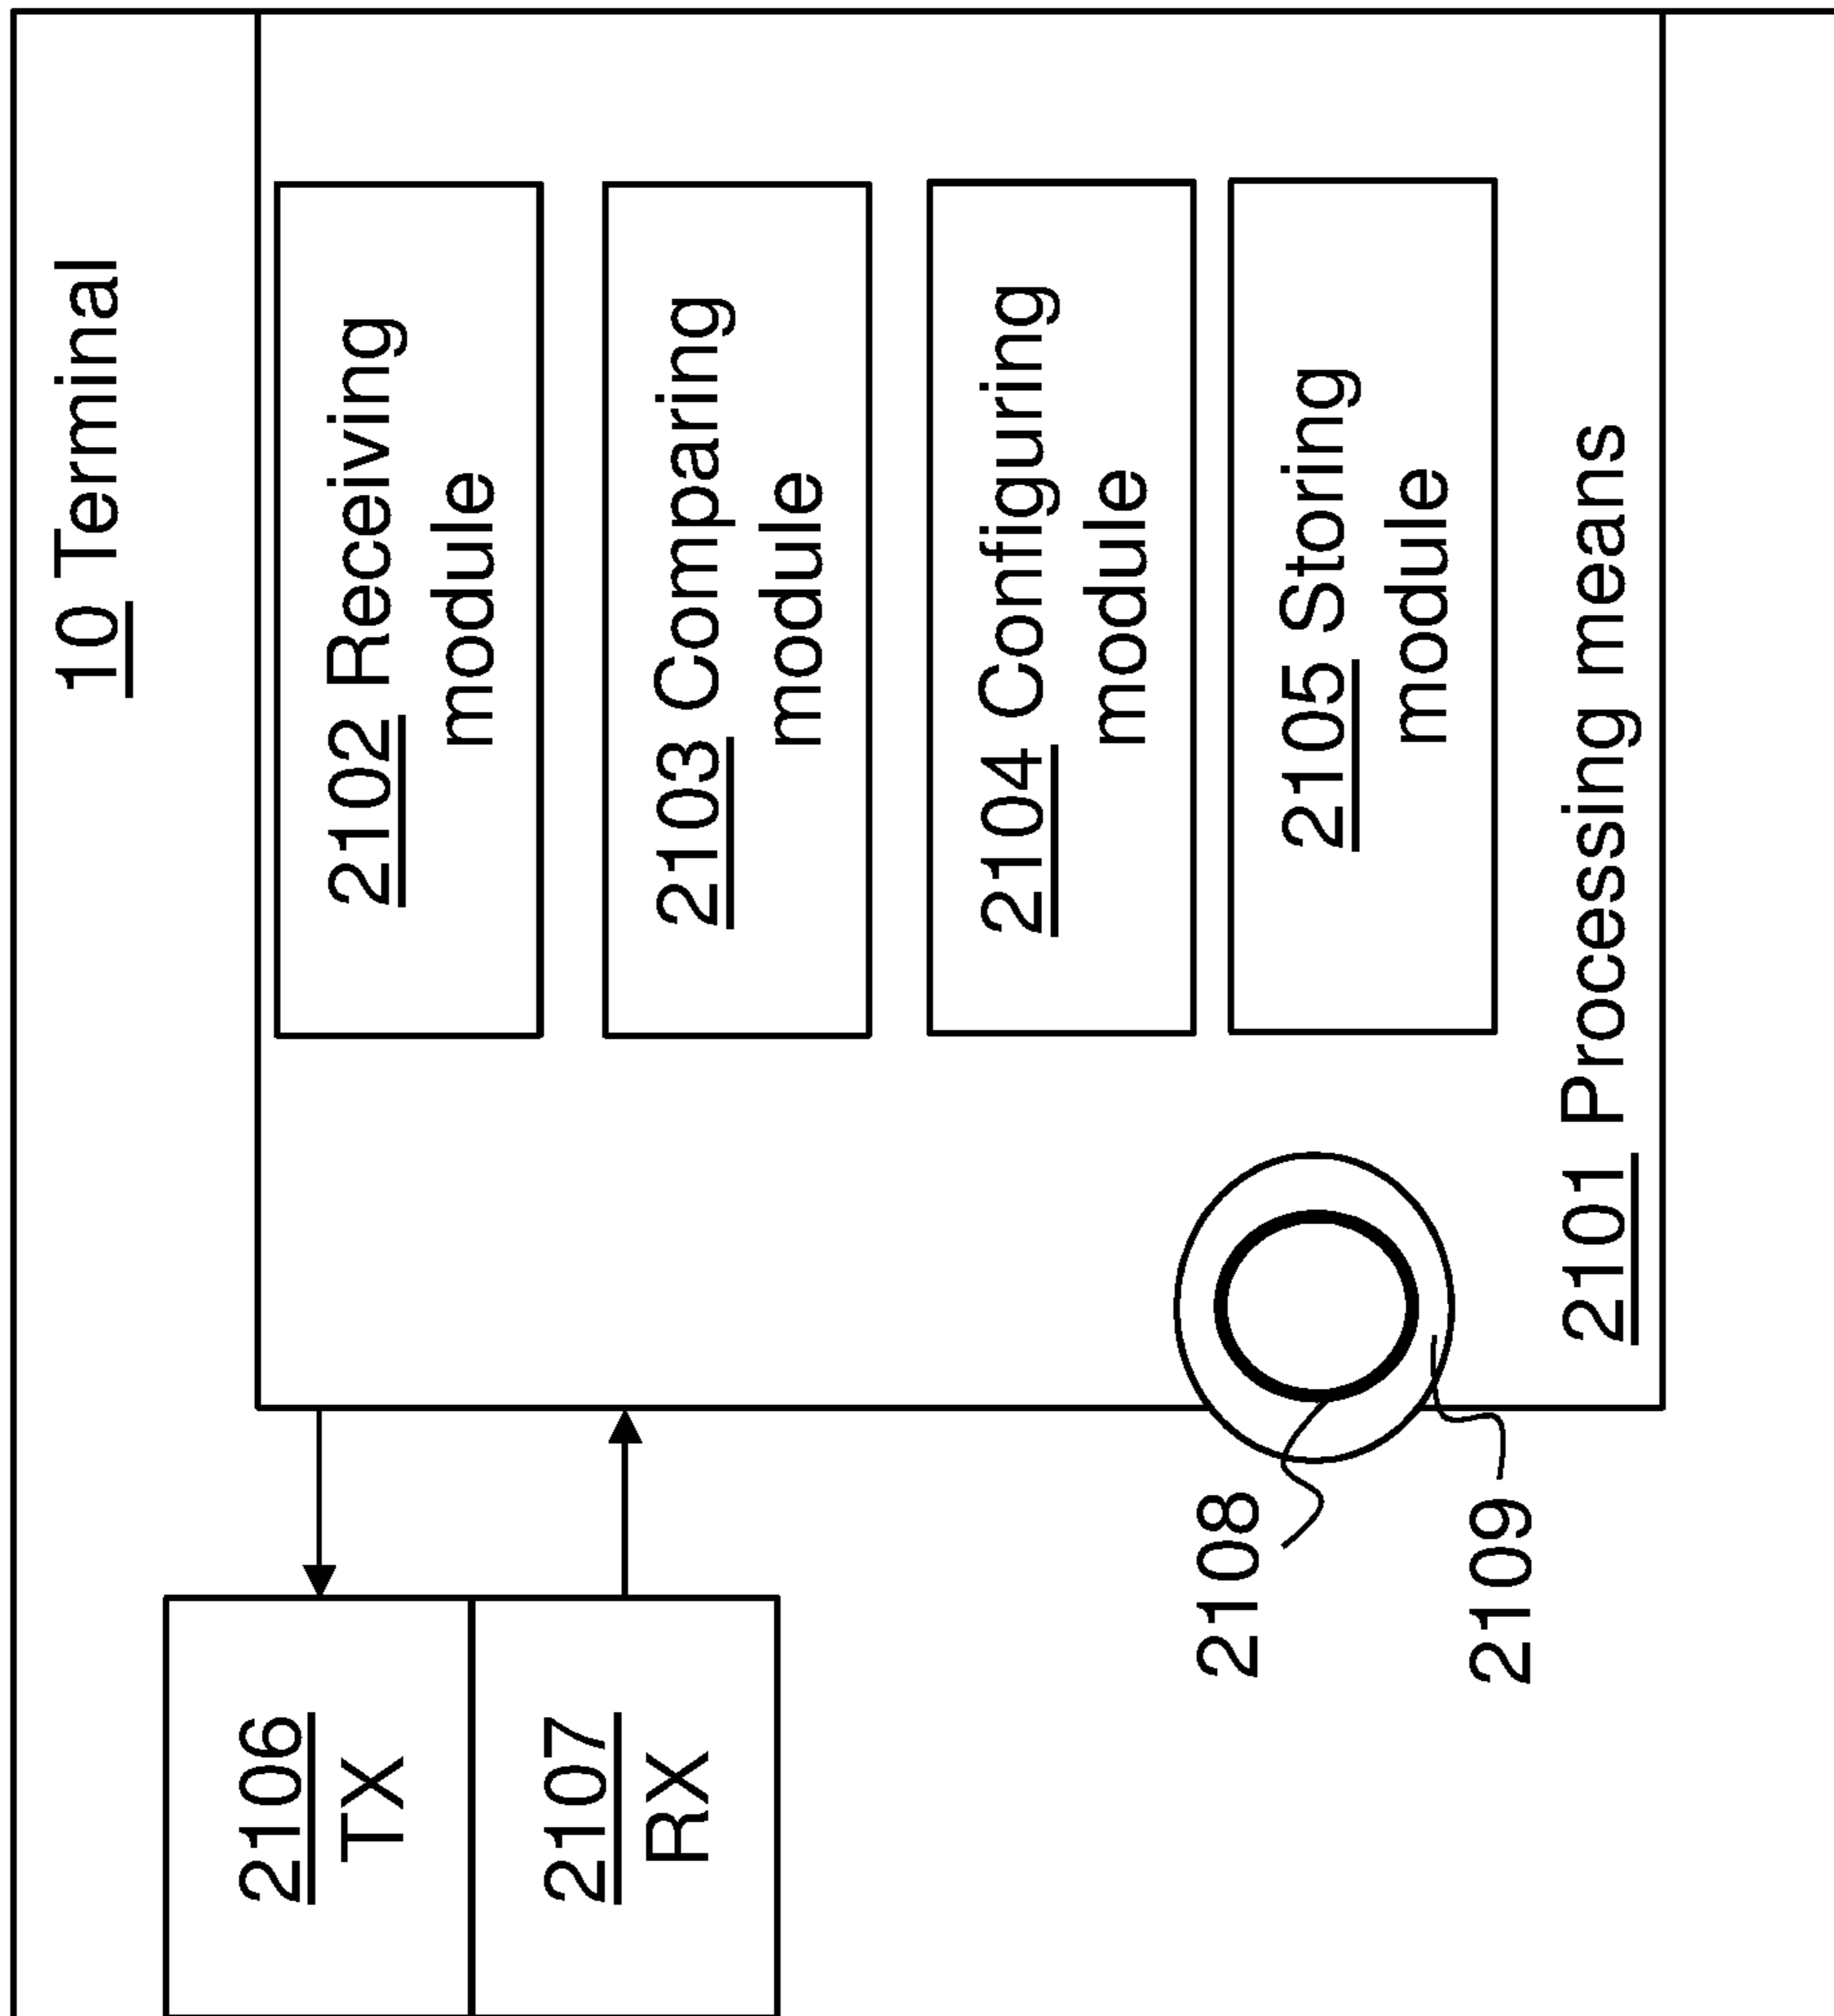 10 Terminal
2102 Receiving
module
2103 Comparing
module
2104 Configuring
module
2105 Storing
module
2101 Processing means
2106
TX
2107
RX
2108
2109